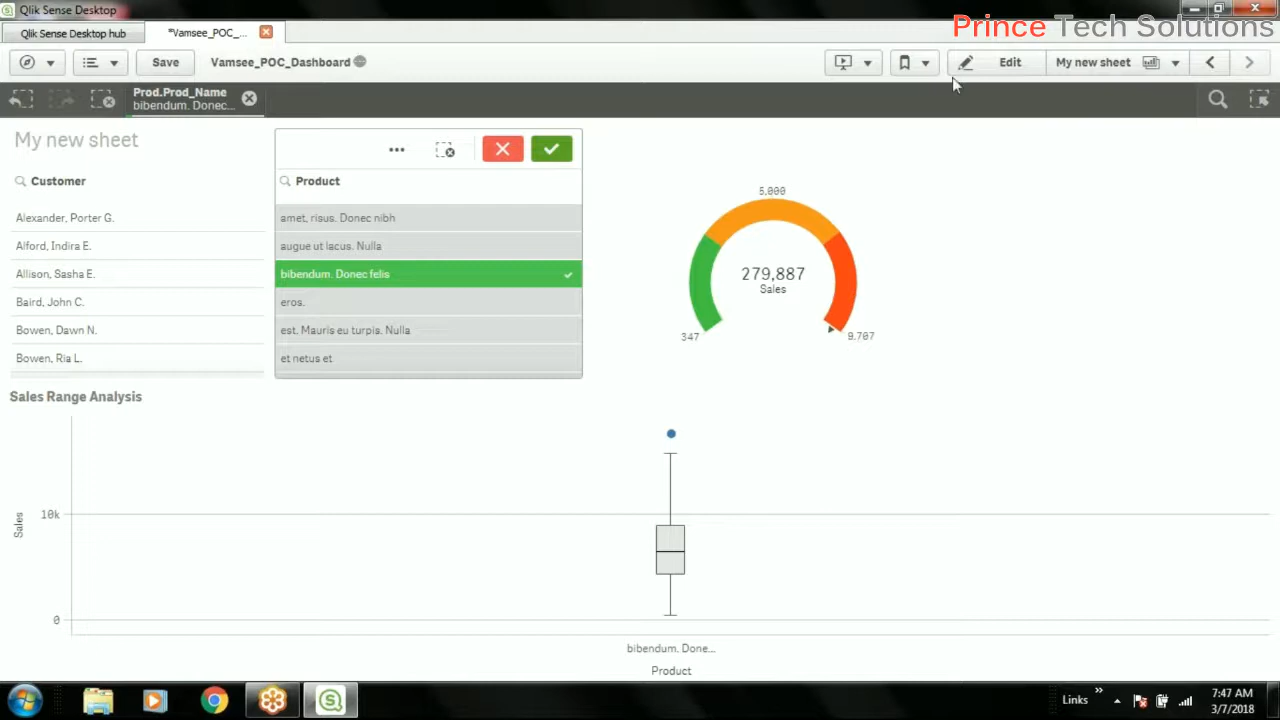 Qlik Sense Desktop
Prince Tech Solutions
Qlik Sense Desktop hub
*Vamsee_POC_...
Save
Vamsee_POC_Dashboard
Edit
My new sheet
Prod.Prod_Name
bibendum. Donec...
My new sheet
Customer
Alexander, Porter G.
Alford, Indira E.
Allison, Sasha E.
Baird, John C.
Bowen, Dawn N.
Bowen, Ria L.
Product
amet, risus. Donec nibh
augue ut lacus. Nulla
bibendum. Donec felis
eros.
est. Mauris eu turpis. Nulla
et netus et
5,000
279,887
Sales
347
9,707
Sales Range Analysis
Sales
10k
0
bibendum. Done...
Product
Links
7:47 AM
3/7/2018